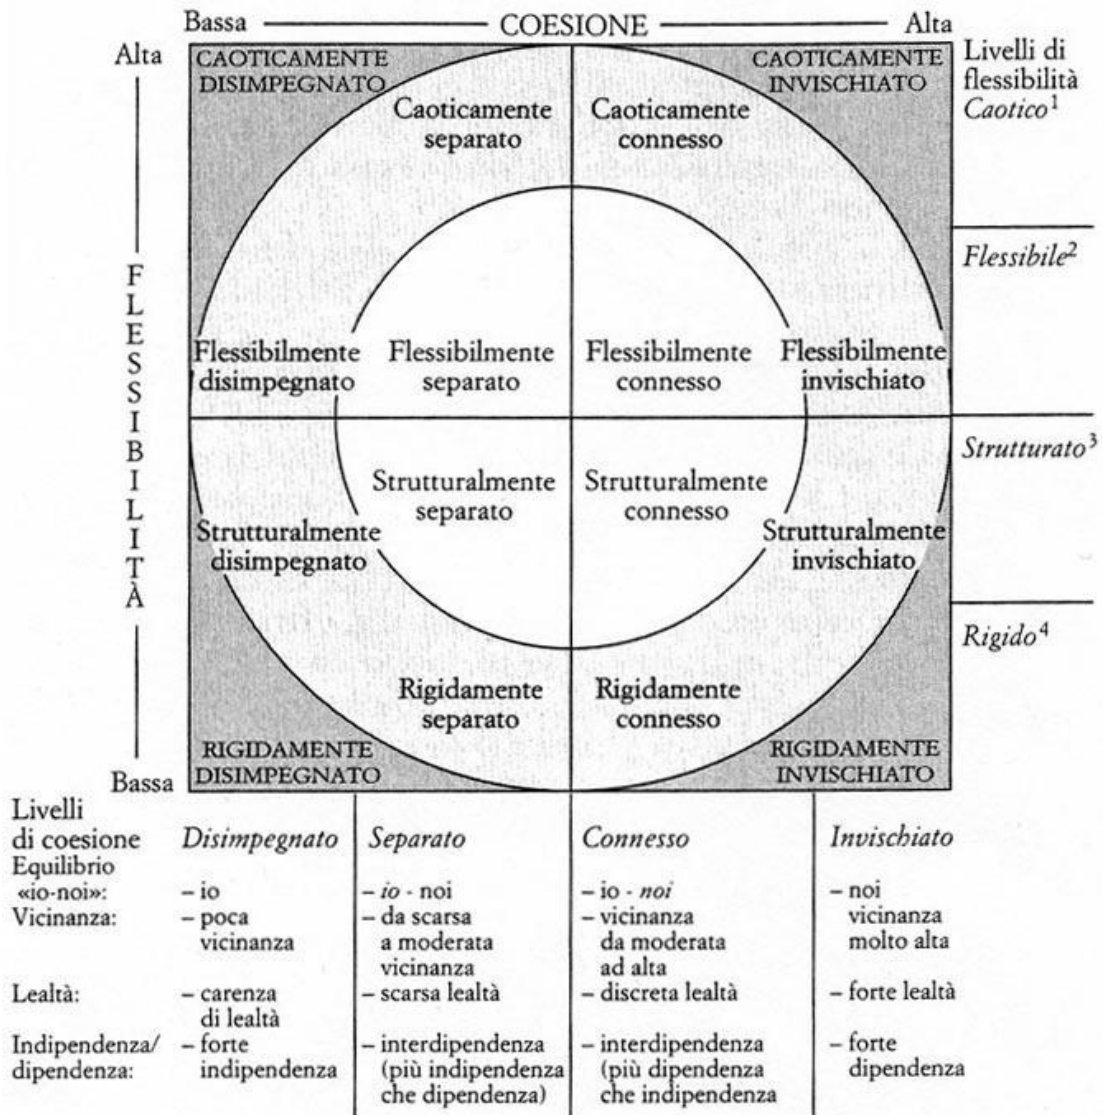 Bassa COESIONE Alta
Alta
CAOTICAMENTE
DISIMPEGNATO
CAOTICAMENTE
INVISCHIATO
Livelli di
flessibilità
Caotico¹
Caoticamente
separato
Caoticamente
connesso
Flessibile²
FLESSIBILITÀ
Flessibilmente
disimpegnato
Flessibilmente
separato
Flessibilmente
connesso
Flessibilmente
invischiato
Strutturato³
Strutturalmente
separato
Strutturalmente
connesso
Strutturalmente
disimpegnato
Strutturalmente
invischiato
Rigido⁴
Rigidamente
separato
Rigidamente
connesso
RIGIDAMENTE
DISIMPEGNATO
RIGIDAMENTE
INVISCHIATO
Bassa
Livelli
di coesione
Disimpegnato
Separato
Connesso
Invischiato
Equilibrio
«io-noi»:
– io
– io - noi
– io - noi
– noi
Vicinanza:
– poca
vicinanza
– da scarsa
a moderata
vicinanza
– vicinanza
da moderata
ad alta
vicinanza
molto alta
Lealtà:
– carenza
di lealtà
– scarsa lealtà
– discreta lealtà
– forte lealtà
Indipendenza/
dipendenza:
– forte
indipendenza
– interdipendenza
(più indipendenza
che dipendenza)
– interdipendenza
(più dipendenza
che indipendenza
– forte
dipendenza